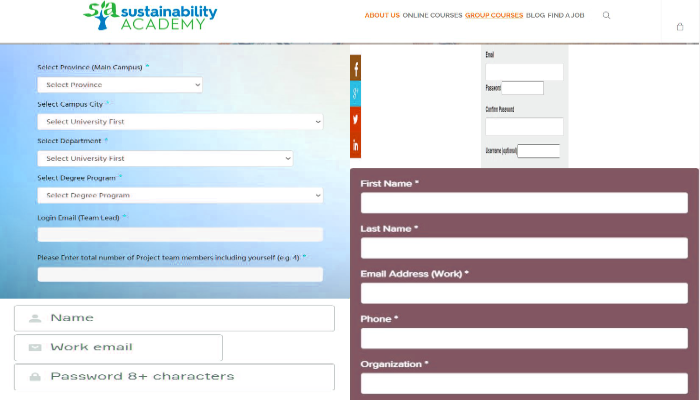 sa sustainability
ACADEMY
ABOUT US ONLINE COURSES GROUP COURSES BLOG FIND A JOB
Select Province (Main Campus) *
Select Province
Select Campus City *
Select University First
Select Department *
Select University First
Select Degree Program *
Select Degree Program
Login Email (Team Lead) *
Please Enter total number of Project team members including yourself (e.g. 4) *
Name
Work email
Password 8+ characters
f
g+
in
Email
Password
Confirm Password
Username (optional)
First Name *
Last Name *
Email Address (Work) *
Phone *
Organization *